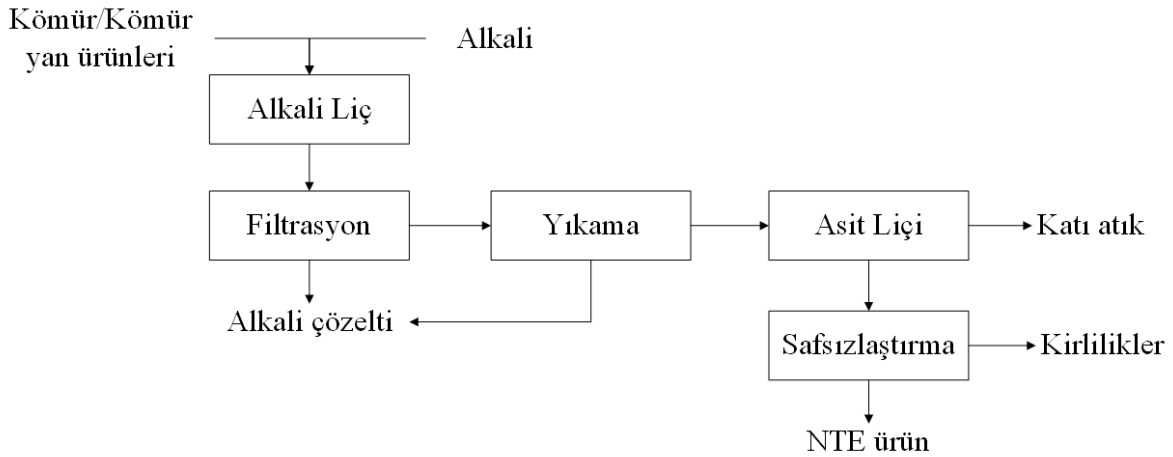 Kömür/Kömür
yan ürünleri
Alkali
Alkali Liç
Filtrasyon
Yıkama
Asit Liçi
Katı atık
Alkali çözelti
Safsızlaştırma
Kirlilikler
NTE ürün